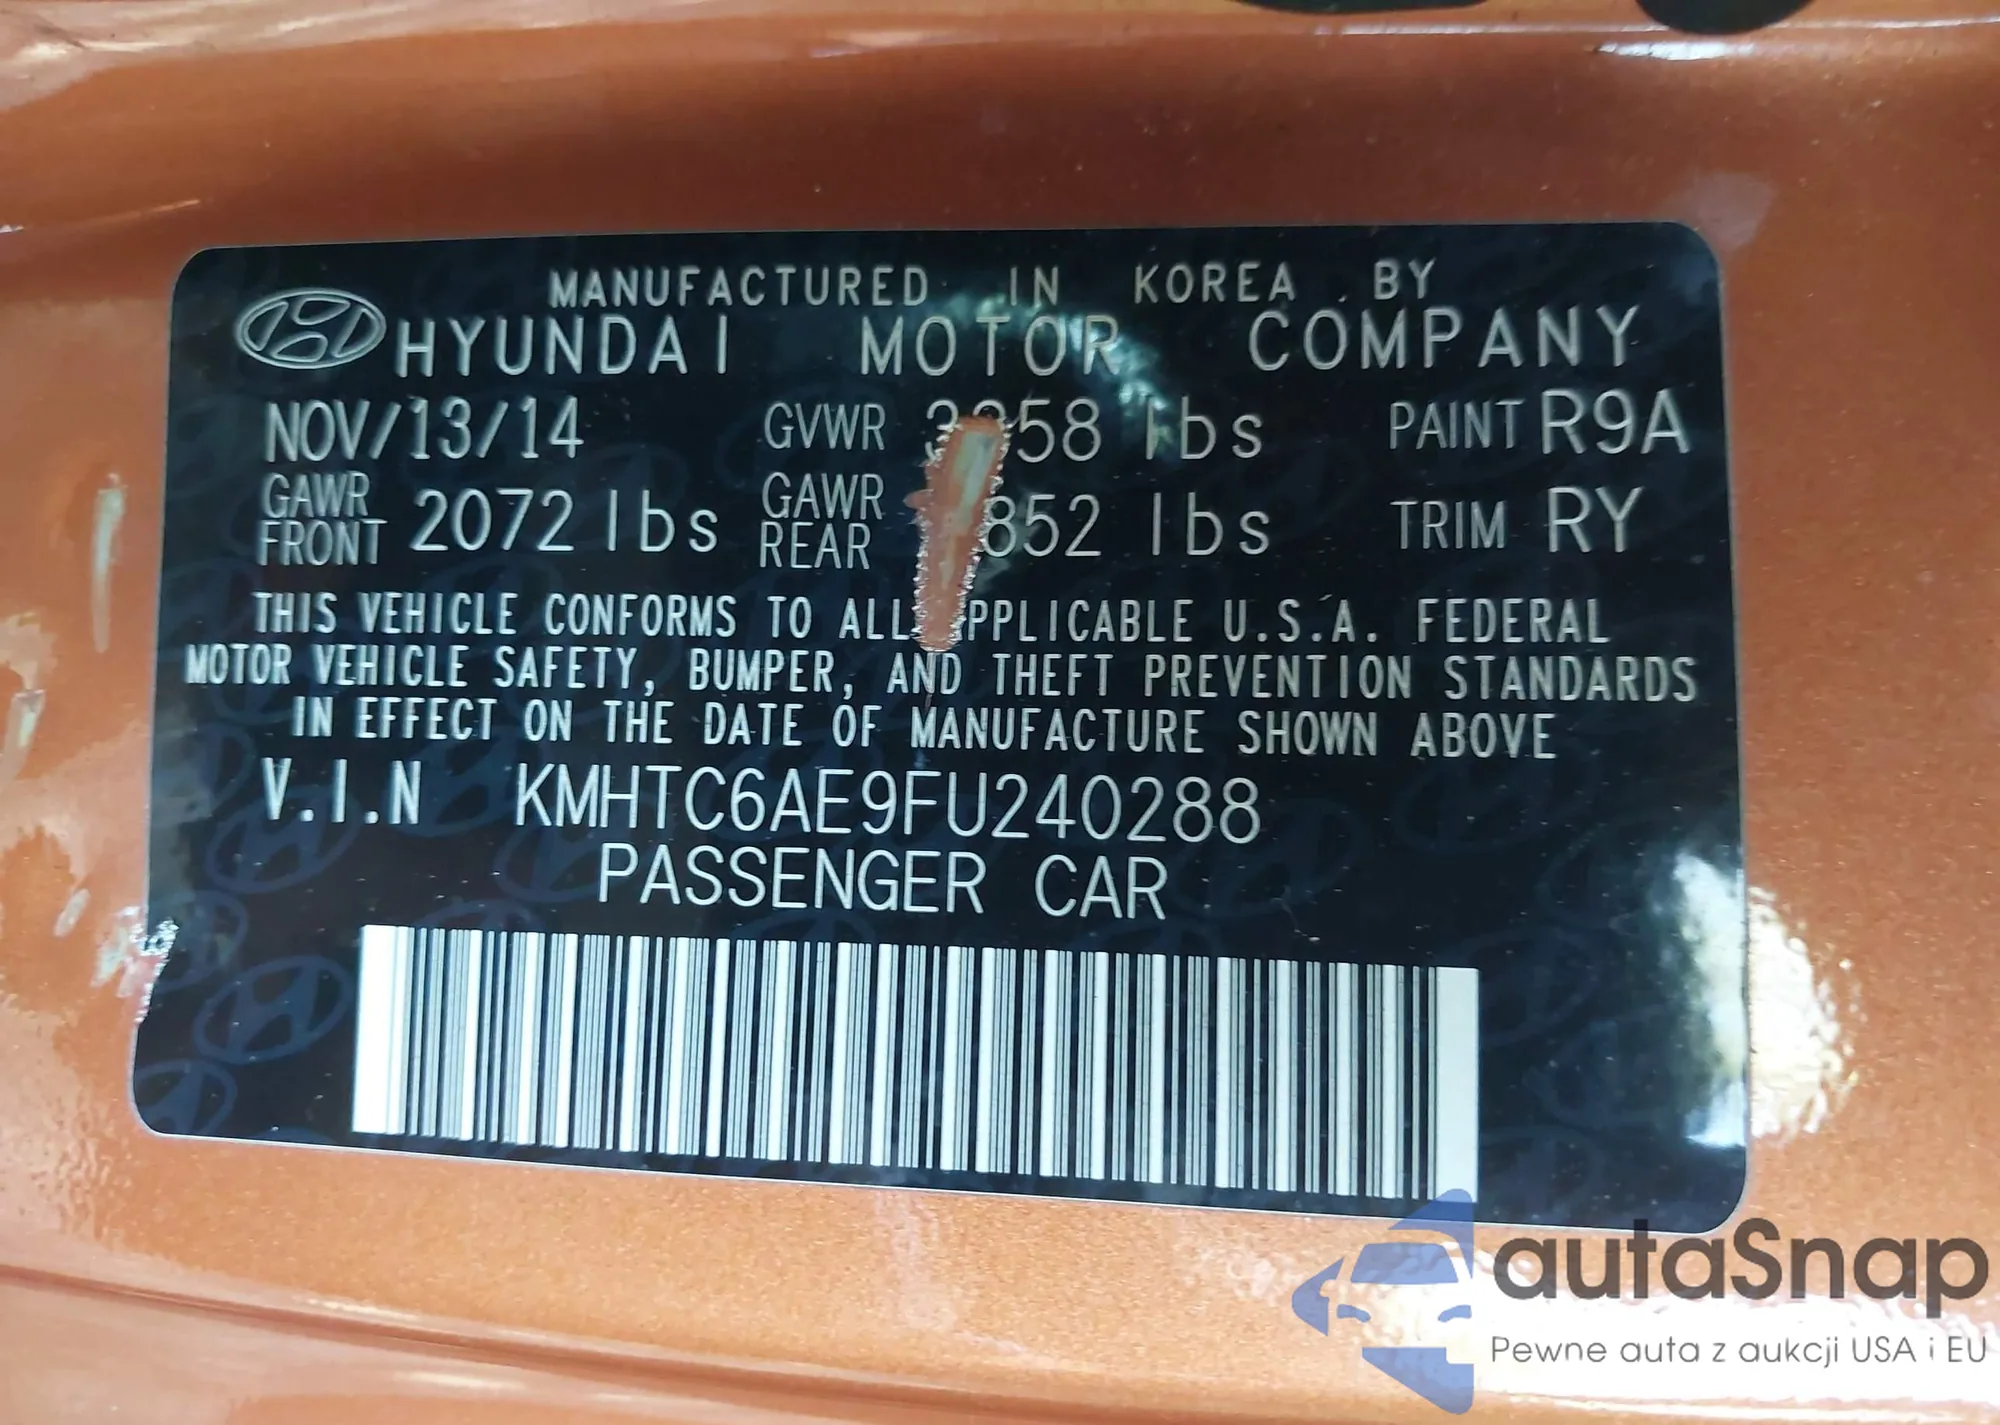 MANUFACTURED IN KOREA BY
HYUNDAI MOTOR COMPANY
NOV/13/14 GVWR lbs PAINT R9A
GAWR FRONT 2072 lbs GAWR REAR lbs TRIM RY
THIS VEHICLE CONFORMS TO ALL APPLICABLE U.S.A. FEDERAL
MOTOR VEHICLE SAFETY, BUMPER, AND THEFT PREVENTION STANDARDS
IN EFFECT ON THE DATE OF MANUFACTURE SHOWN ABOVE
V.I.N KMHTC6AE9FU240288
PASSENGER CAR
autaSnap
Pewne auta z aukcji USA i EU